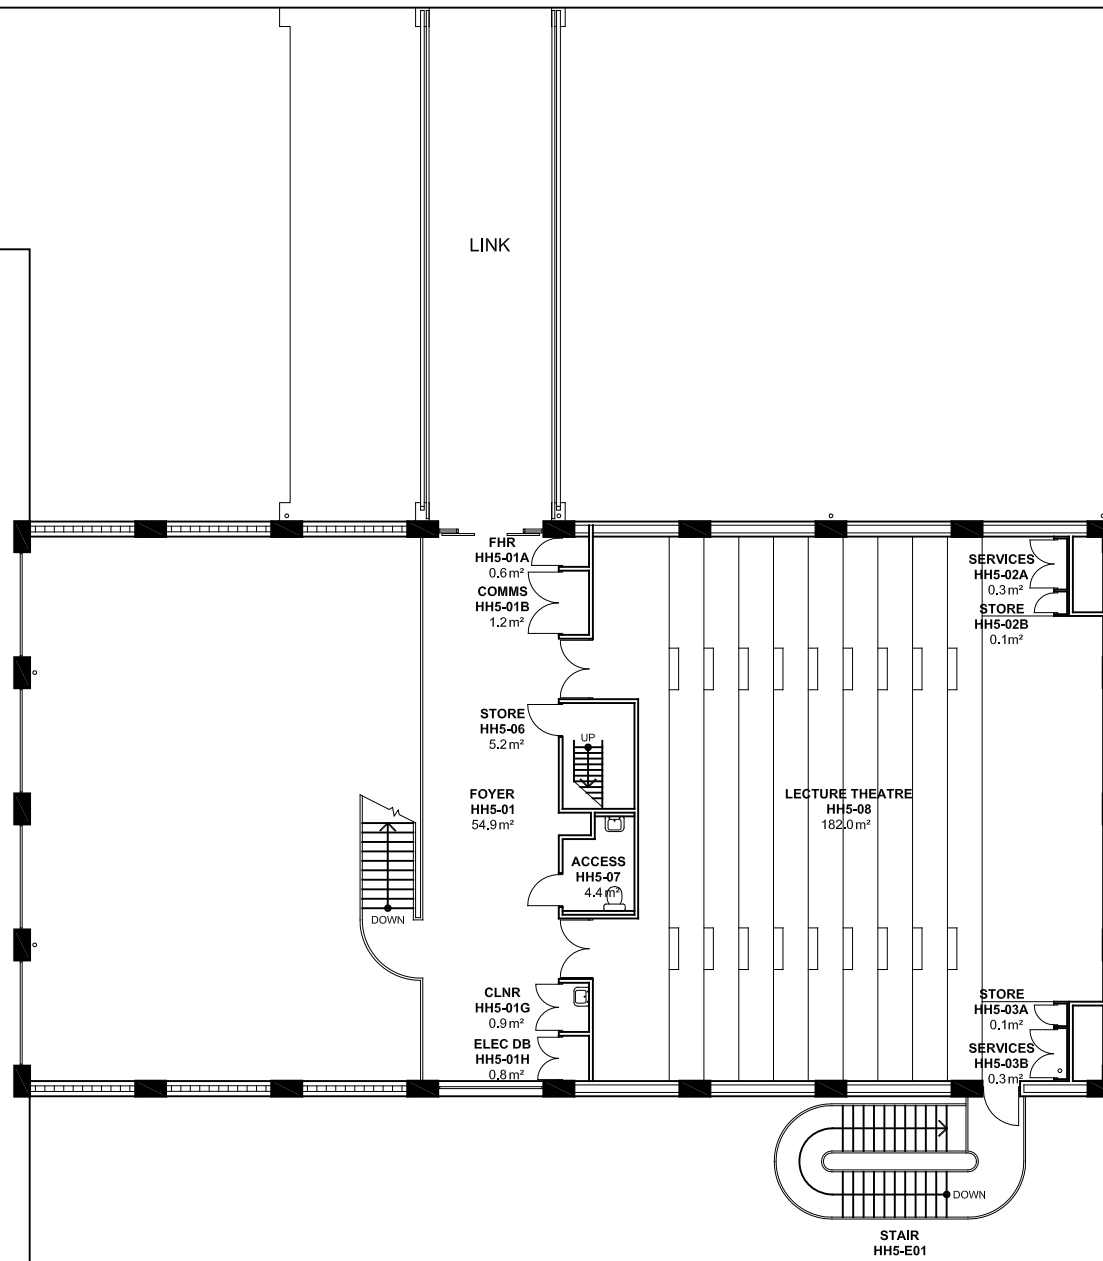 LINK
FHR
HH5-01A
0.6m²
COMMS
HH5-01B
1.2m²
SERVICES
HH5-02A
0.3m²
STORE
HH5-02B
0.1m²
STORE
HH5-06
5.2m²
UP
FOYER
HH5-01
54.9m²
LECTURE THEATRE
HH5-08
182.0m²
ACCESS
HH5-07
4.4m²
DOWN
CLNR
HH5-01G
0.9m²
ELEC DB
HH5-01H
0.8m²
STORE
HH5-03A
0.1m²
SERVICES
HH5-03B
0.3m²
DOWN
STAIR
HH5-E01